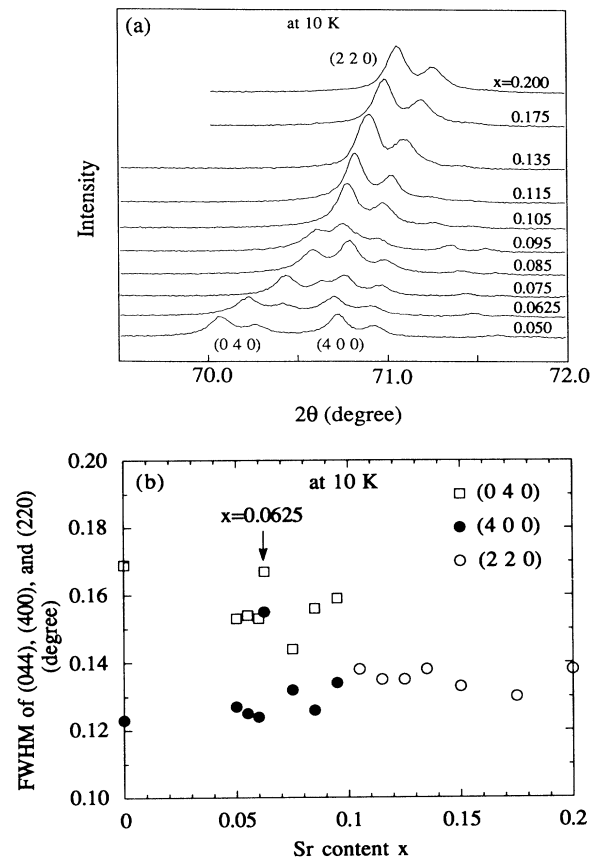 (a)
at 10 K
(2 2 0)
x=0.200
0.175
0.135
0.115
0.105
0.095
0.085
0.075
0.0625
0.050
(0 4 0)
(4 0 0)
Intensity
70.0
71.0
72.0
2θ (degree)
(b)
at 10 K
x=0.0625
(0 4 0)
(4 0 0)
(2 2 0)
FWHM of (044), (400), and (220)
(degree)
0.20
0.18
0.16
0.14
0.12
0.10
0
0.05
0.1
0.15
0.2
Sr content x